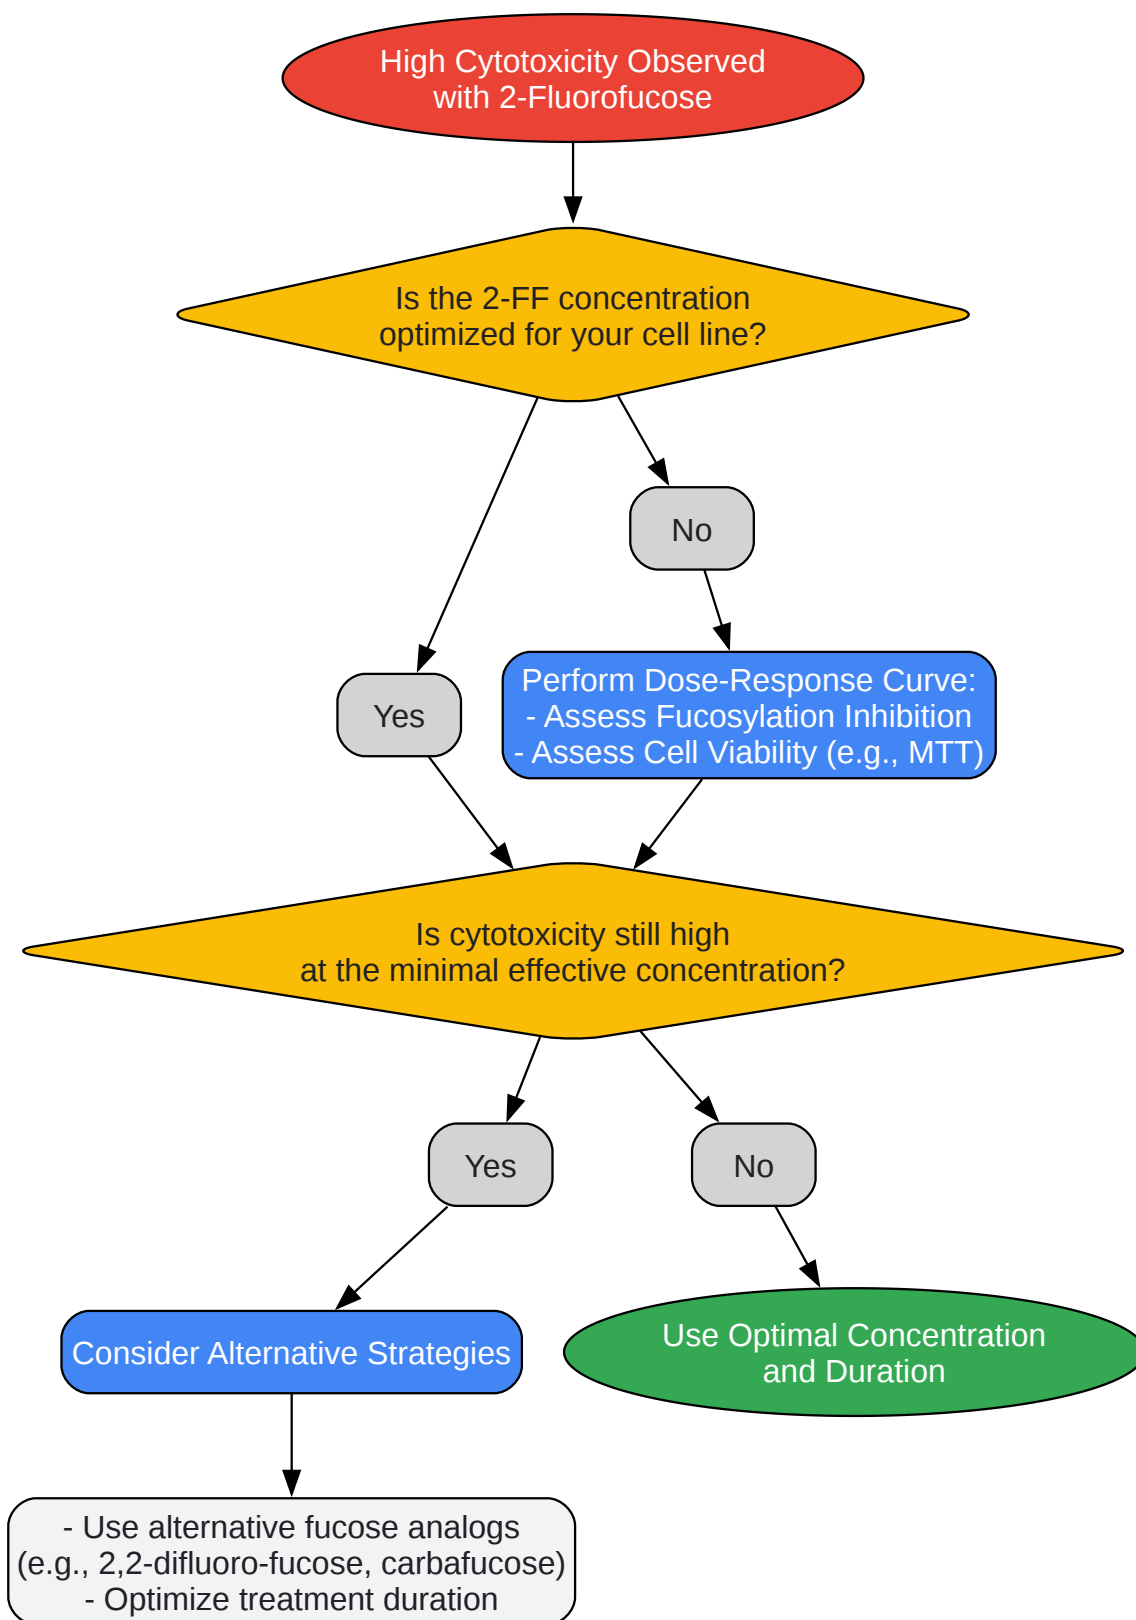 High Cytotoxicity Observed
with 2-Fluorofucose
Is the 2-FF concentration
optimized for your cell line?
No
Yes
Perform Dose-Response Curve:
- Assess Fucosylation Inhibition
- Assess Cell Viability (e.g., MTT)
Is cytotoxicity still high
at the minimal effective concentration?
Yes
No
Consider Alternative Strategies
Use Optimal Concentration
and Duration
- Use alternative fucose analogs
(e.g., 2,2-difluoro-fucose, carbafucose)
- Optimize treatment duration